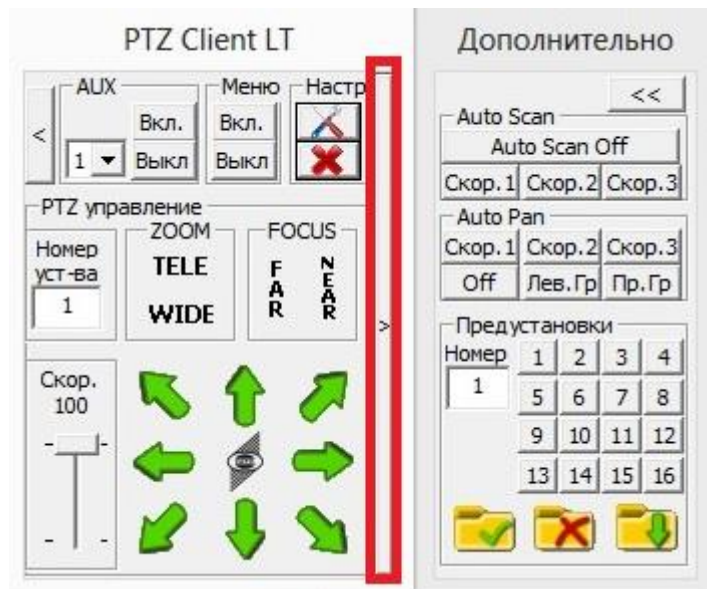 PTZ Client LT
AUX
Меню
Настр
<
1
Вкл.
Выкл
Вкл.
Выкл
PTZ управление
Номер
уст-ва
1
ZOOM
TELE
WIDE
FOCUS
FAR
NEAR
>
Скор.
100
Дополнительно
<<
Auto Scan
Auto Scan Off
Скор.1 Скор.2 Скор.3
Auto Pan
Скор.1 Скор.2 Скор.3
Off Лев.Гр Пр.Гр
Предустановки
Номер
1
1 2 3 4
5 6 7 8
9 10 11 12
13 14 15 16